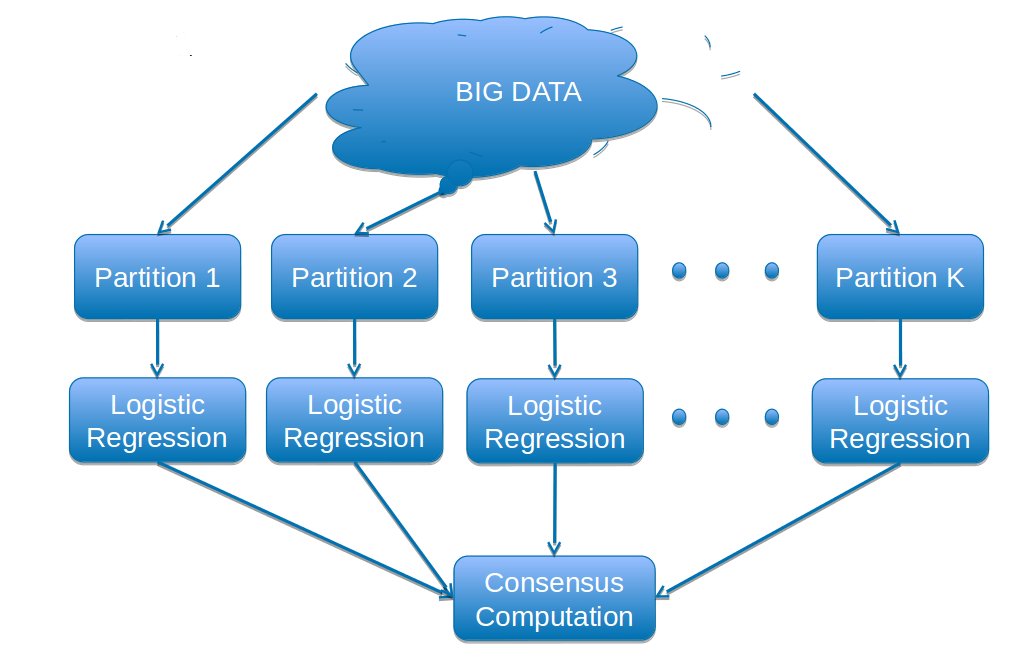 BIG DATA
Partition 1
Partition 2
Partition 3
Partition K
Logistic
Regression
Logistic
Regression
Logistic
Regression
Logistic
Regression
Consensus
Computation